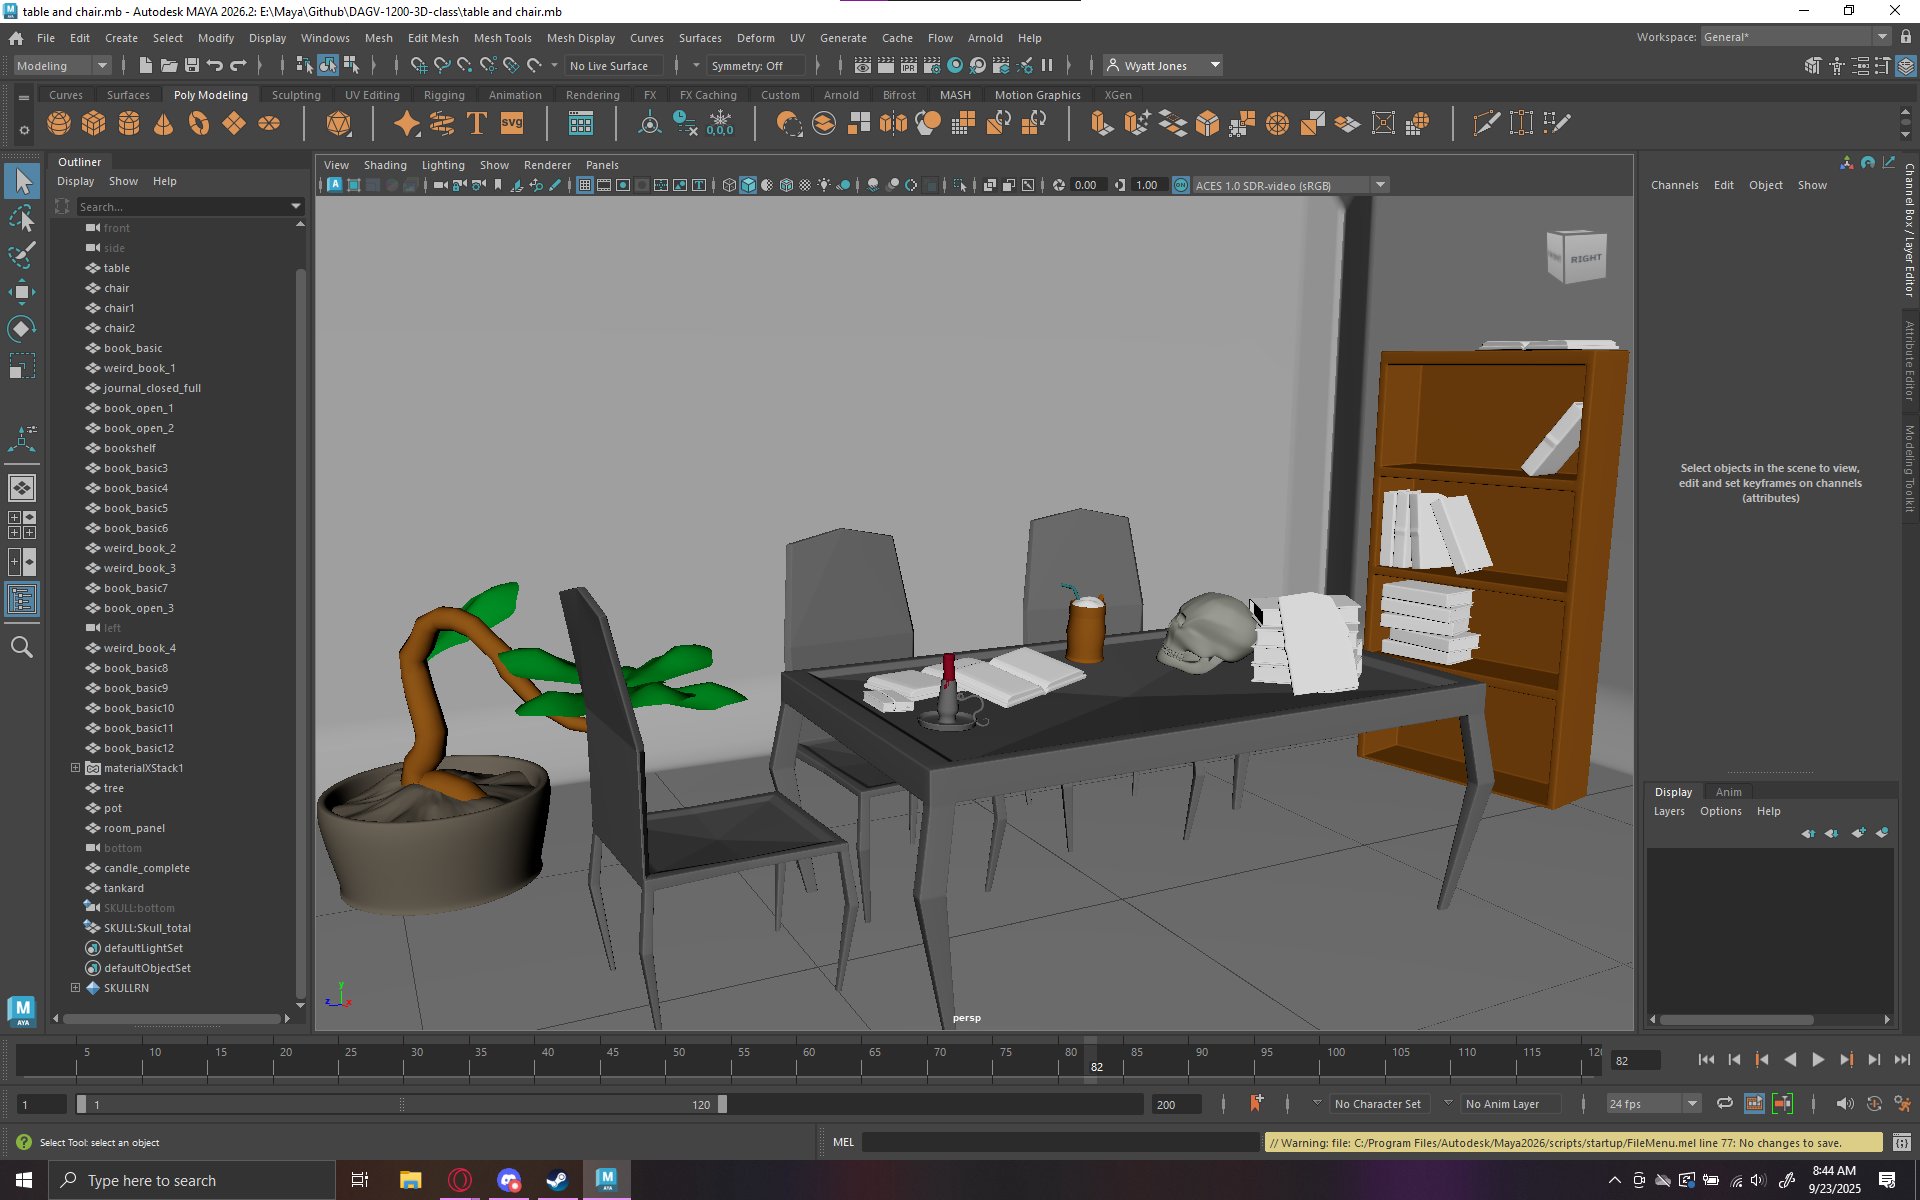 table and chair.mb - Autodesk MAYA 2026.2: E:\Maya\Github\DAGV-1200-3D-class\table and chair.mb
File Edit Create Select Modify Display Windows Mesh Edit Mesh Mesh Tools Mesh Display Curves Surfaces Deform UV Generate Cache Flow Arnold Help
Workspace: General*
Modeling No Live Surface Symmetry: Off Wyatt Jones
Curves Surfaces Poly Modeling Sculpting UV Editing Rigging Animation Rendering FX FX Caching Custom Arnold Bifrost MASH Motion Graphics XGen
Outliner
Display Show Help
Search...
front
side
table
chair
chair1
chair2
book_basic
weird_book_1
journal_closed_full
book_open_1
book_open_2
bookshelf
book_basic3
book_basic4
book_basic5
book_basic6
weird_book_2
weird_book_3
book_basic7
book_open_3
left
weird_book_4
book_basic8
book_basic9
book_basic10
book_basic11
book_basic12
materialXStack1
tree
pot
room_panel
bottom
candle_complete
tankard
SKULL:bottom
SKULL:Skull_total
defaultLightSet
defaultObjectSet
SKULLRN
View Shading Lighting Show Renderer Panels
0.00 1.00 ACES 1.0 SDR-video (sRGB)
RIGHT
persp
y
z x
Channels Edit Object Show
Select objects in the scene to view,
edit and set keyframes on channels
(attributes)
Channel Box / Layer Editor
Attribute Editor
Modeling Toolkit
Display Anim
Layers Options Help
5 10 15 20 25 30 35 40 45 50 55 60 65 70 75 80 85 90 95 100 105 110 115 120
82
82
1 1 120 200 No Character Set No Anim Layer 24 fps
Select Tool: select an object
MEL
// Warning: file: C:/Program Files/Autodesk/Maya2026/scripts/startup/FileMenu.mel line 77: No changes to save.
Type here to search
8:44 AM
9/23/2025